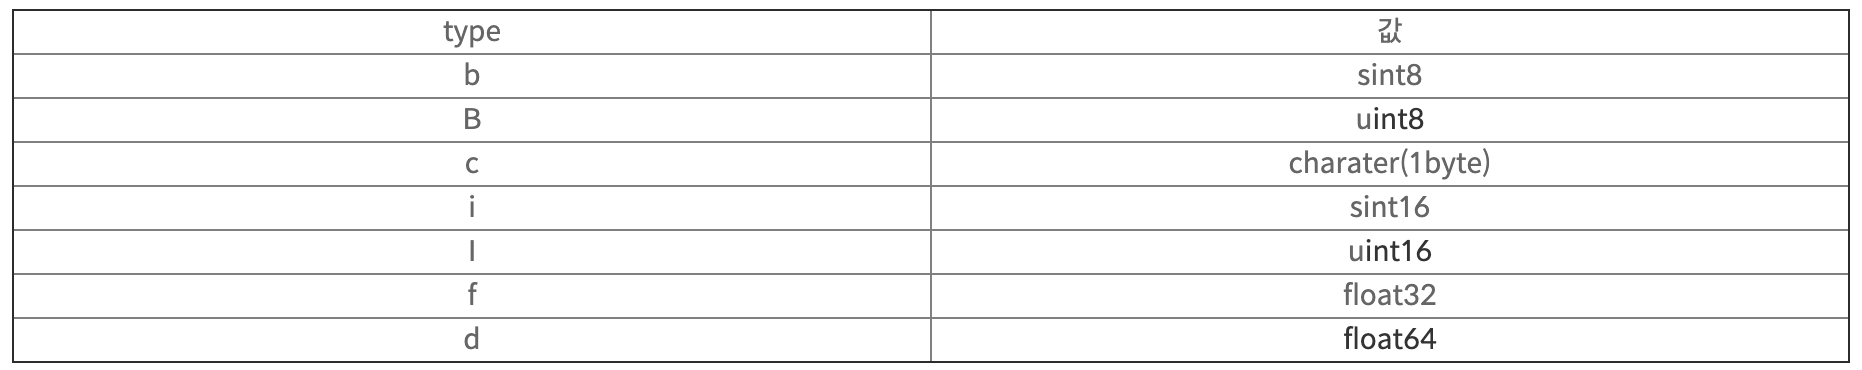 type 값
b sint8
B uint8
c charater(1byte)
i sint16
I uint16
f float32
d float64